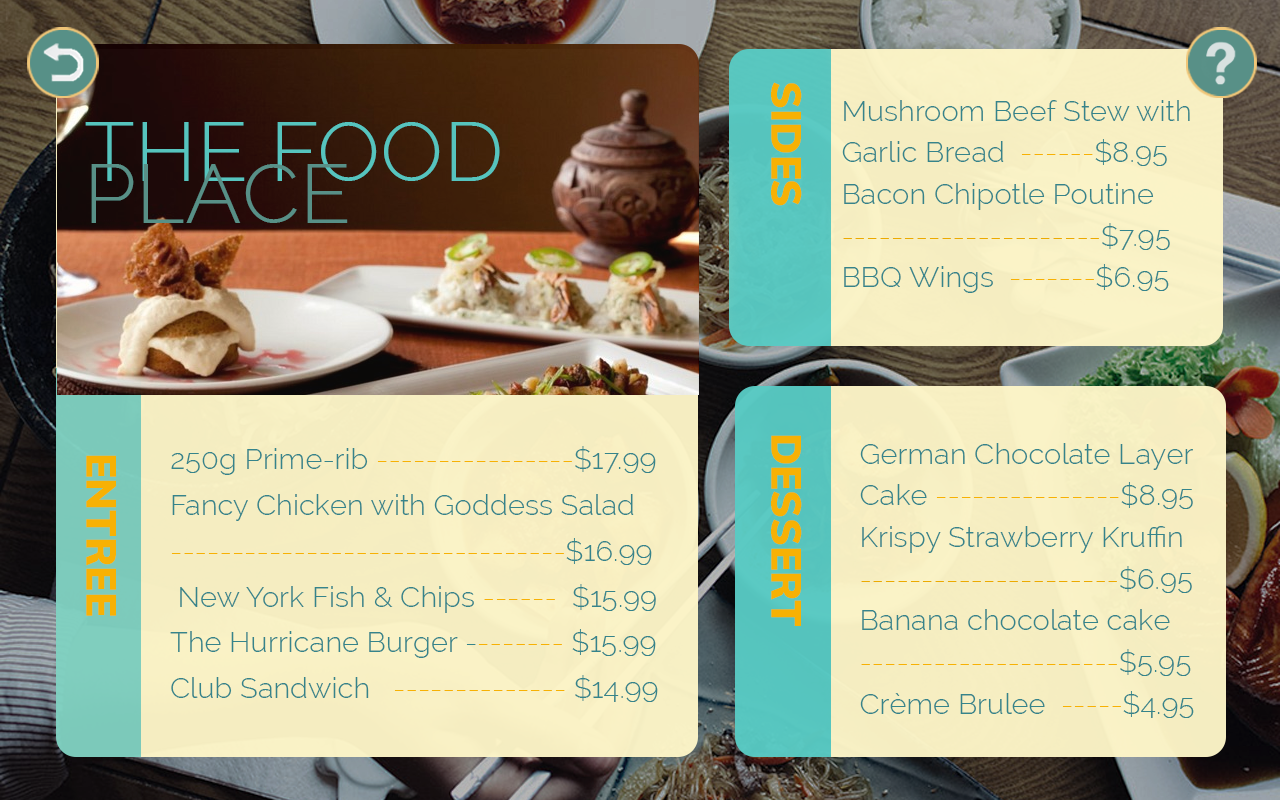 THE FOOD
PLACE
ENTREE
250g Prime-rib ----------------$17.99
Fancy Chicken with Goddess Salad
--------------------------------$16.99
New York Fish & Chips ------ $15.99
The Hurricane Burger -------- $15.99
Club Sandwich -------------- $14.99
SIDES
Mushroom Beef Stew with
Garlic Bread ------$8.95
Bacon Chipotle Poutine
---------------------$7.95
BBQ Wings -------$6.95
DESSERT
German Chocolate Layer
Cake ---------------$8.95
Krispy Strawberry Kruffin
---------------------$6.95
Banana chocolate cake
---------------------$5.95
Crème Brulee -----$4.95
?